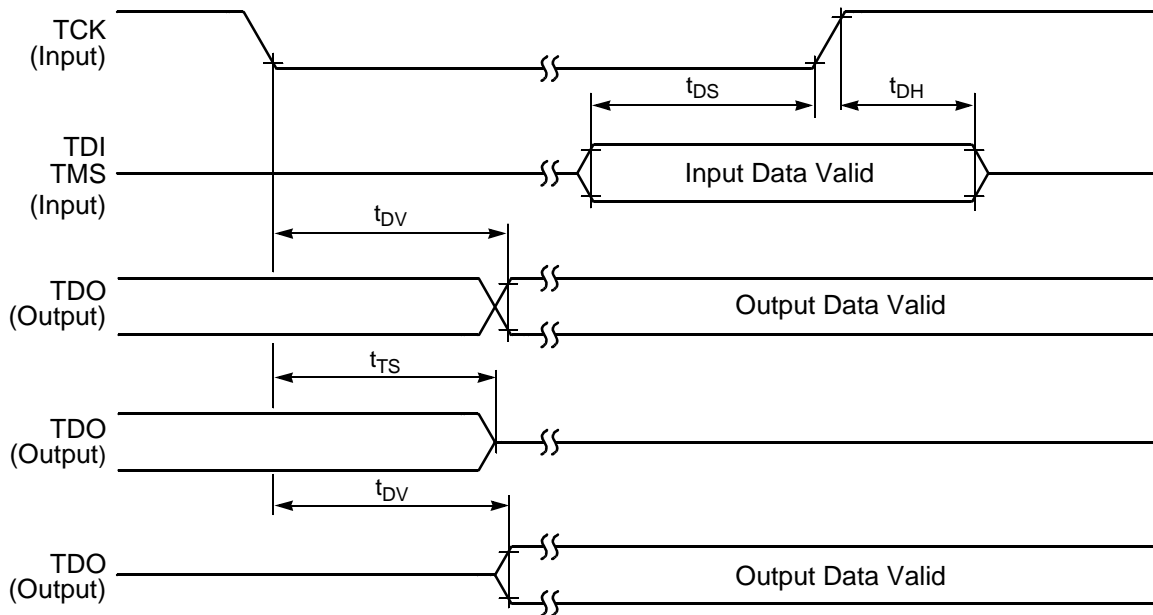 TCK
(Input)
tDS
tDH
TDI
TMS
(Input)
Input Data Valid
tDV
TDO
(Output)
Output Data Valid
tTS
TDO
(Output)
tDV
TDO
(Output)
Output Data Valid